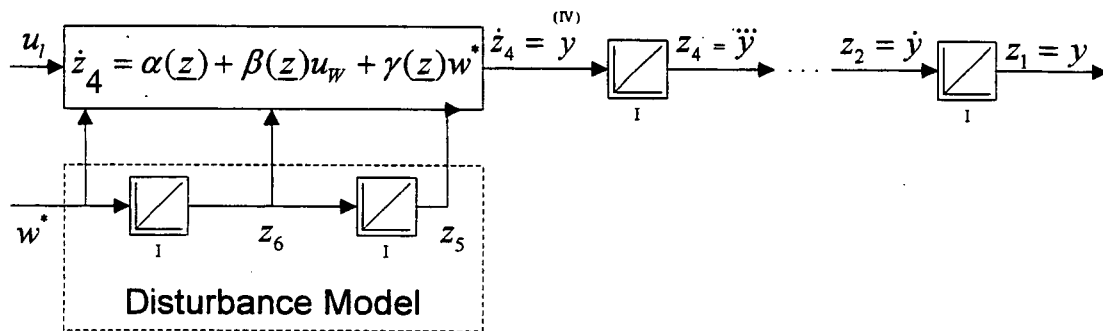 u_l
ż_4 = α(z) + β(z)u_W + γ(z)w*
ż_4 = y^(IV)
I
z_4 = y⃛
· · ·
z_2 = ẏ
I
z_1 = y
w*
I
z_6
I
z_5
Disturbance Model